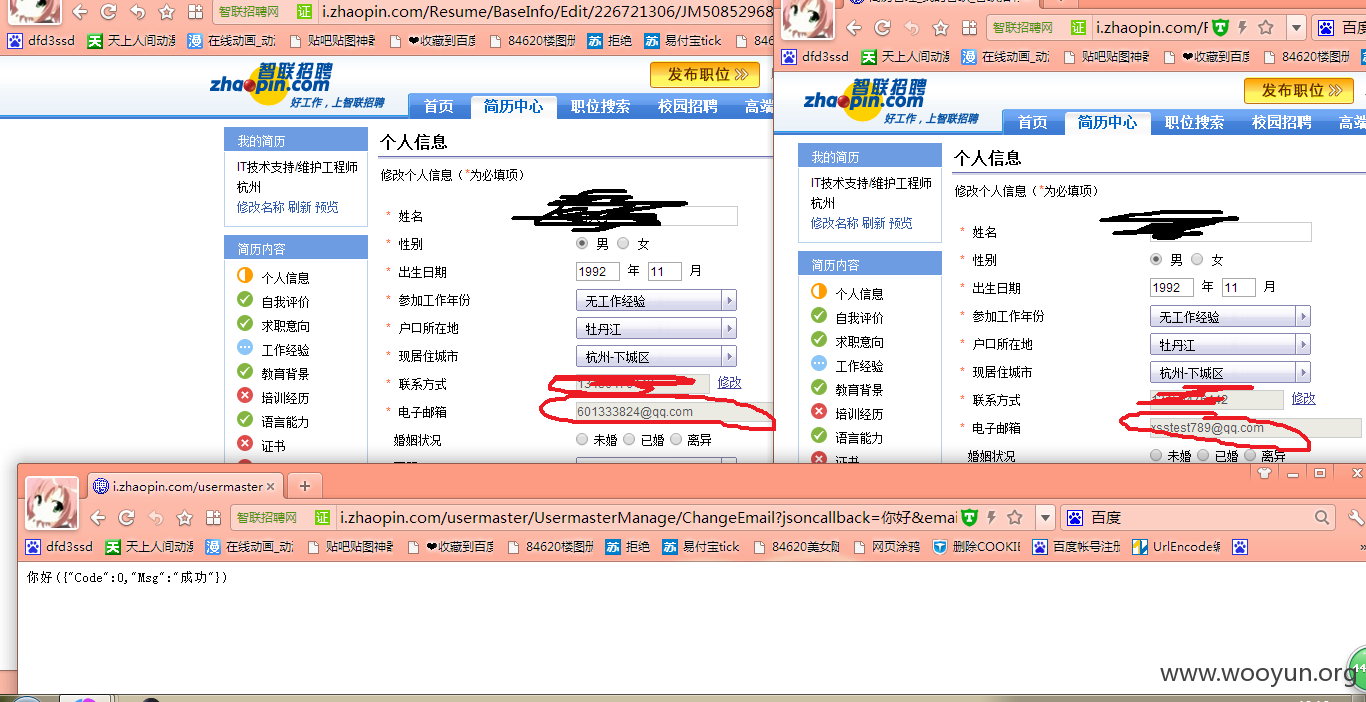 智联招聘网 证 i.zhaopin.com/Resume/BaseInfo/Edit/226721306/JM50852968
dfd3ssd 天上人间动漫 在线动画_动 贴吧贴图神器 ❤收藏到百度 84620楼图册 拒绝 易付宝tick 846
智联招聘
zhaopin.com
好工作，上智联招聘
发布职位
首页 简历中心 职位搜索 校园招聘 高端
我的简历
IT技术支持/维护工程师
杭州
修改名称 刷新 预览
简历内容
个人信息
自我评价
求职意向
工作经验
教育背景
培训经历
语言能力
证书
个人信息
修改个人信息（*为必填项）
* 姓名
* 性别 男 女
* 出生日期 1992 年 11 月
* 参加工作年份 无工作经验
* 户口所在地 牡丹江
* 现居住城市 杭州-下城区
* 联系方式 修改
* 电子邮箱 601333824@qq.com
婚姻状况 未婚 已婚 离异
智联招聘网 证 i.zhaopin.com/F 百
dfd3ssd 天上人间动漫 在线动画_动 贴吧贴图神器 ❤收藏到百度 84620楼图册
智联招聘
zhaopin.com
好工作，上智联招聘
发布职位
首页 简历中心 职位搜索 校园招聘 高端
我的简历
IT技术支持/维护工程师
杭州
修改名称 刷新 预览
简历内容
个人信息
自我评价
求职意向
工作经验
教育背景
培训经历
语言能力
证书
个人信息
修改个人信息（*为必填项）
* 姓名
* 性别 男 女
* 出生日期 1992 年 11 月
* 参加工作年份 无工作经验
* 户口所在地 牡丹江
* 现居住城市 杭州-下城区
* 联系方式 修改
* 电子邮箱 xsstest789@qq.com
婚姻状况 未婚 已婚 离异
i.zhaopin.com/usermaster
智联招聘网 证 i.zhaopin.com/usermaster/UsermasterManage/ChangeEmail?jsoncallback=你好&emai 百度
dfd3ssd 天上人间动漫 在线动画_动 贴吧贴图神器 ❤收藏到百度 84620楼图册 拒绝 易付宝tick 84620美女网 网页涂鸦 删除COOKIE 百度帐号注册 UrlEncode编
你好({"Code":0,"Msg":"成功"})
www.wooyun.org